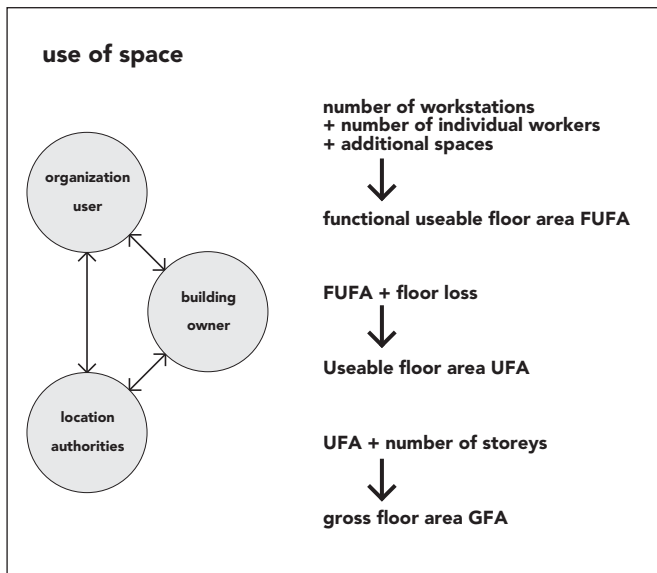 use of space
organization
user
building
owner
location
authorities
number of workstations
+ number of individual workers
+ additional spaces
functional useable floor area FUFA
FUFA + floor loss
Useable floor area UFA
UFA + number of storeys
gross floor area GFA